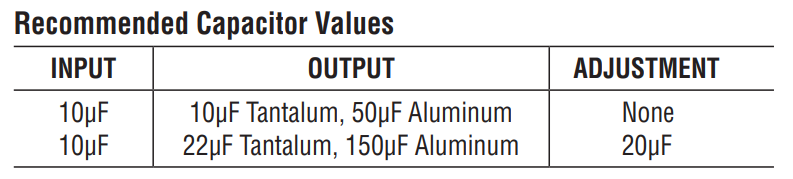 Recommended Capacitor Values
INPUT OUTPUT ADJUSTMENT
10µF 10µF Tantalum, 50µF Aluminum None
10µF 22µF Tantalum, 150µF Aluminum 20µF